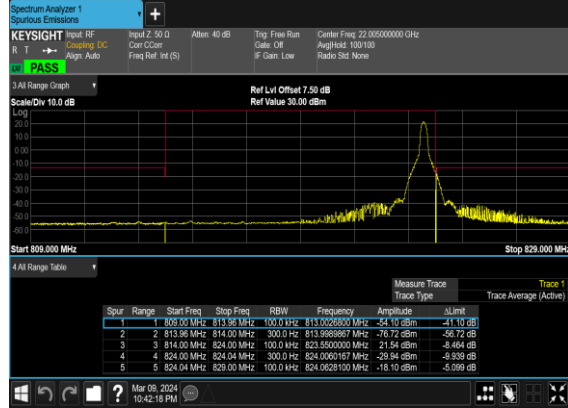 Spectrum Analyzer 1
Spurious Emissions
+
KEYSIGHT Input: RF Input Z: 50 Ω Atten: 40 dB Trig: Free Run Center Freq: 22.005000000 GHz
R T Coupling: DC Corr CCorr Gate: Off Avg|Hold: 100/100
Align: Auto Freq Ref: Int (S) IF Gain: Low Radio Std: None
PASS
3 All Range Graph
Ref Lvl Offset 7.50 dB
Scale/Div 10.0 dB Ref Value 30.00 dBm
Log
20.0
10.0
0.00
-10.0
-20.0
-30.0
-40.0
-50.0
-60.0
Start 809.000 MHz Stop 829.000 MHz
4 All Range Table
Measure Trace Trace 1
Trace Type Trace Average (Active)
Spur Range Start Freq Stop Freq RBW Frequency Amplitude ΔLimit
1 1 809.00 MHz 813.96 MHz 100.0 kHz 813.0026800 MHz -54.10 dBm -41.10 dB
2 2 813.96 MHz 814.00 MHz 300.0 Hz 813.9989867 MHz -76.72 dBm -56.72 dB
3 3 814.00 MHz 824.00 MHz 100.0 kHz 823.5500000 MHz 21.54 dBm -8.464 dB
4 4 824.00 MHz 824.04 MHz 300.0 Hz 824.0060167 MHz -29.94 dBm -9.939 dB
5 5 824.04 MHz 829.00 MHz 100.0 kHz 824.0628100 MHz -18.10 dBm -5.099 dB
? Mar 09, 2024
10:42:18 PM